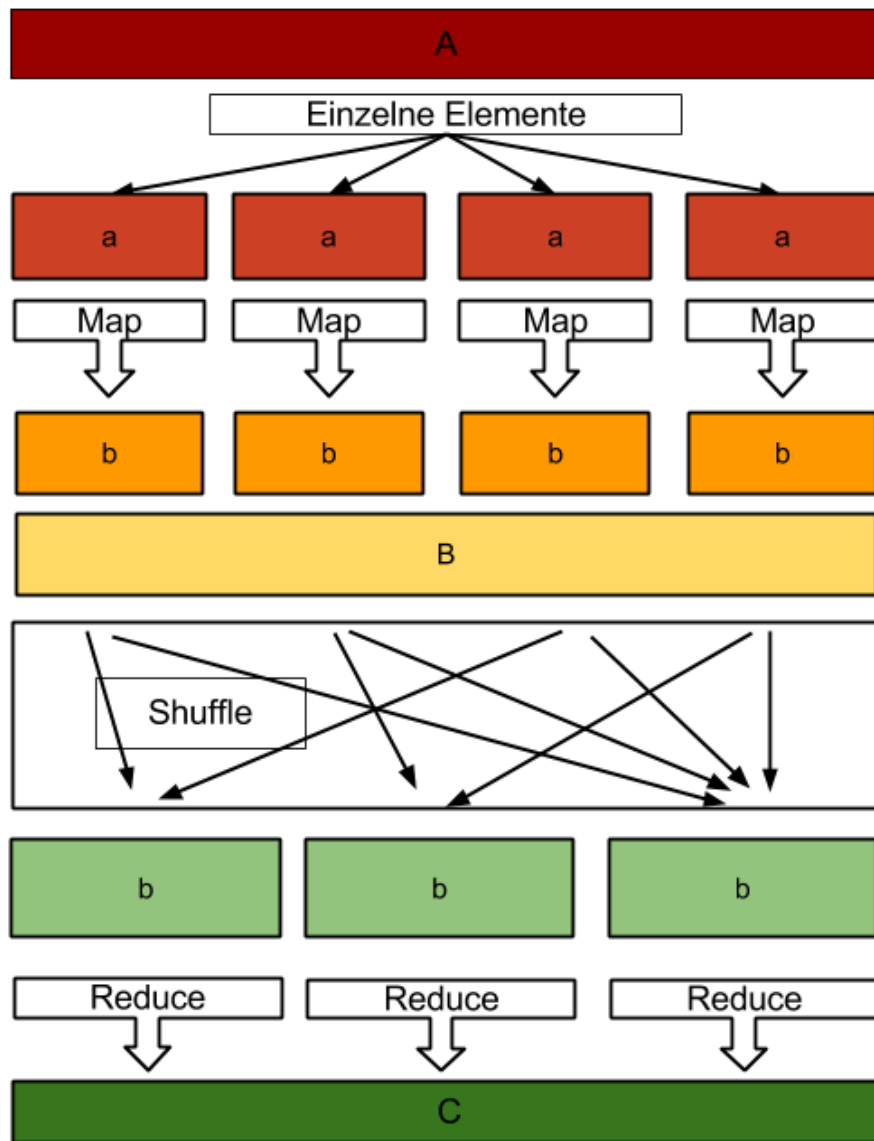 A
Einzelne Elemente
a a a a
Map Map Map Map
b b b b
B
Shuffle
b b b
Reduce Reduce Reduce
C